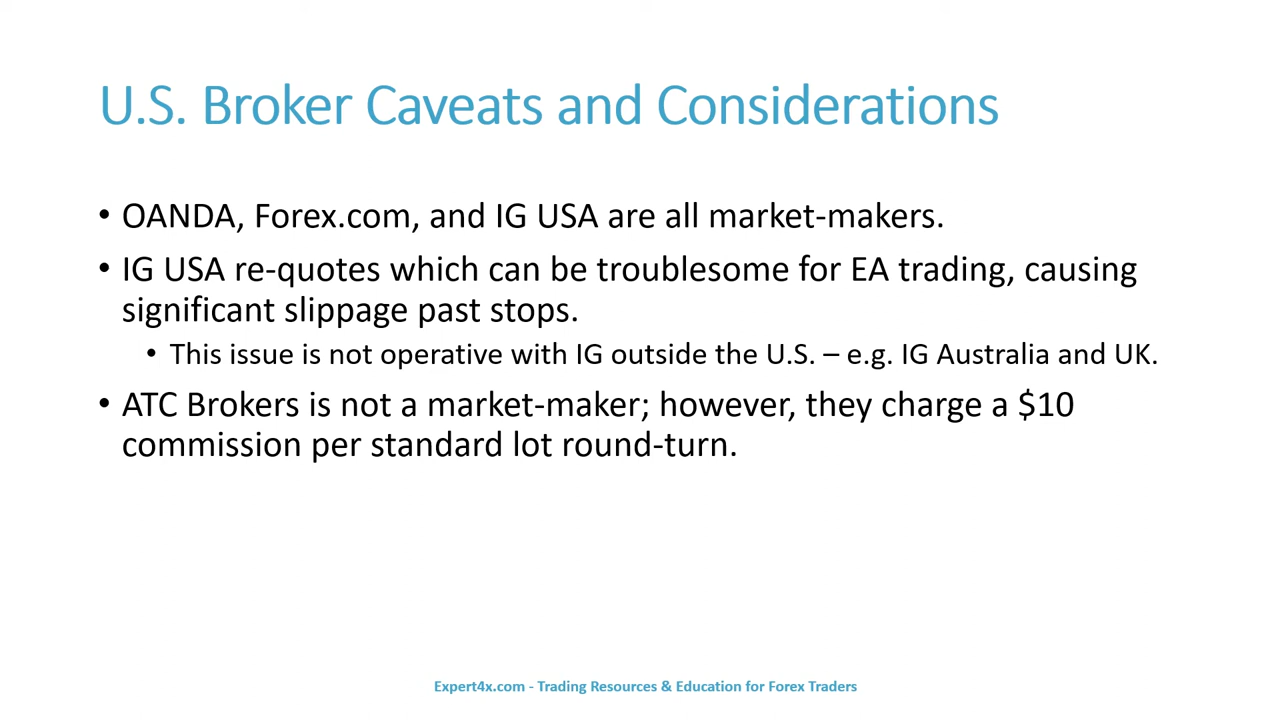 U.S. Broker Caveats and Considerations
• OANDA, Forex.com, and IG USA are all market-makers.
• IG USA re-quotes which can be troublesome for EA trading, causing
significant slippage past stops.
• This issue is not operative with IG outside the U.S. – e.g. IG Australia and UK.
• ATC Brokers is not a market-maker; however, they charge a $10
commission per standard lot round-turn.
Expert4x.com - Trading Resources & Education for Forex Traders